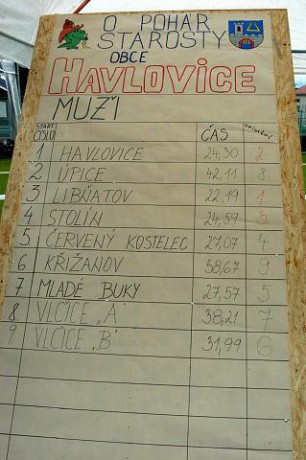 O POHÁR
STAROSTY
OBCE
HAVLOVICE
MUŽI
START. ČÍSLO ČAS
1 HAVLOVICE 24,30 2
2 ÚPICE 42,11 8
3 LIBŇATOV 22,19 1
4 STOLÍN 24,59 3
5 ČERVENÝ KOSTELEC 27,07 4
6 KŘIŽANOV 58,67 9
7 MLADÉ BUKY 27,57 5
8 VLČICE „A" 38,21 7
9 VLČICE „B" 31,99 6